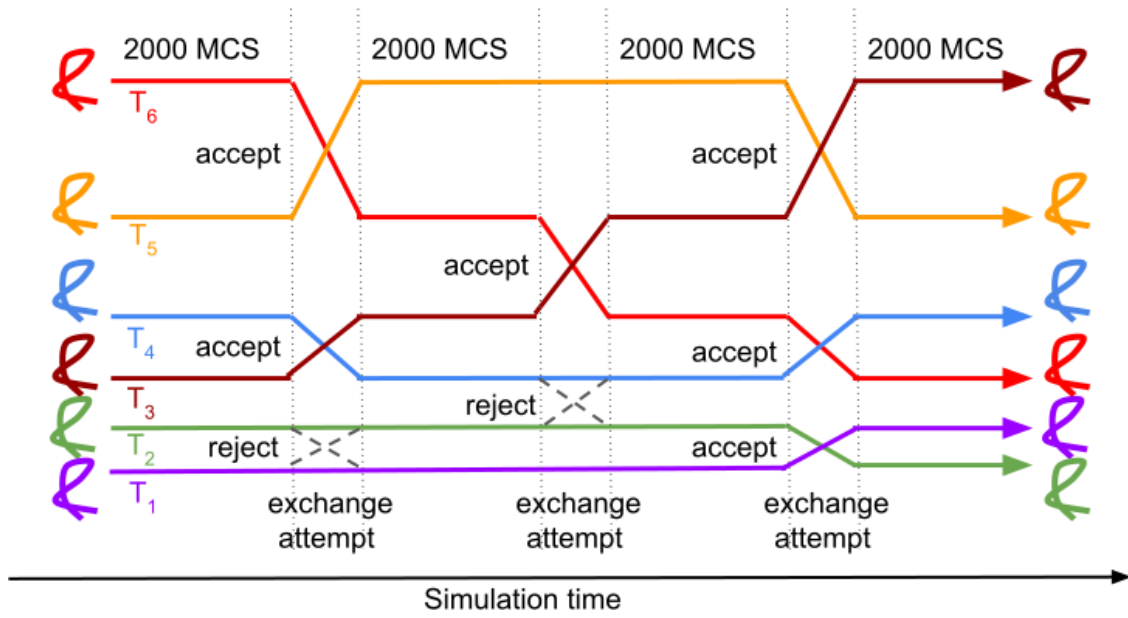 2000 MCS 2000 MCS 2000 MCS 2000 MCS
T6
accept accept
T5
accept
T4
accept accept
T3
reject
T2
reject accept
T1
exchange exchange exchange
attempt attempt attempt
Simulation time